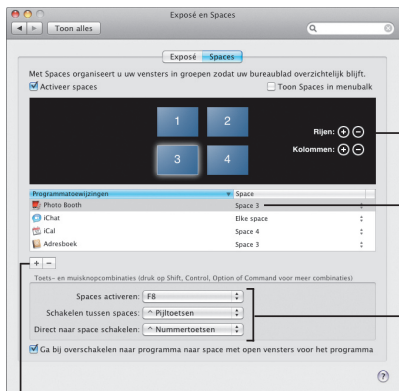 Exposé en Spaces
Toon alles
Exposé Spaces
Met Spaces organiseert u uw vensters in groepen zodat uw bureaublad overzichtelijk blijft.
Activeer spaces
Toon Spaces in menubalk
1 2
3 4
Rijen:
Kolommen:
Programmatoewijzingen Space
Photo Booth Space 3
iChat Elke space
iCal Space 4
Adresboek Space 3
Toets- en muisknopcombinaties (druk op Shift, Control, Option of Command voor meer combinaties)
Spaces activeren: F8
Schakelen tussen spaces: ^ Pijltoetsen
Direct naar space schakelen: ^ Nummertoetsen
Ga bij overschakelen naar programma naar space met open vensters voor het programma